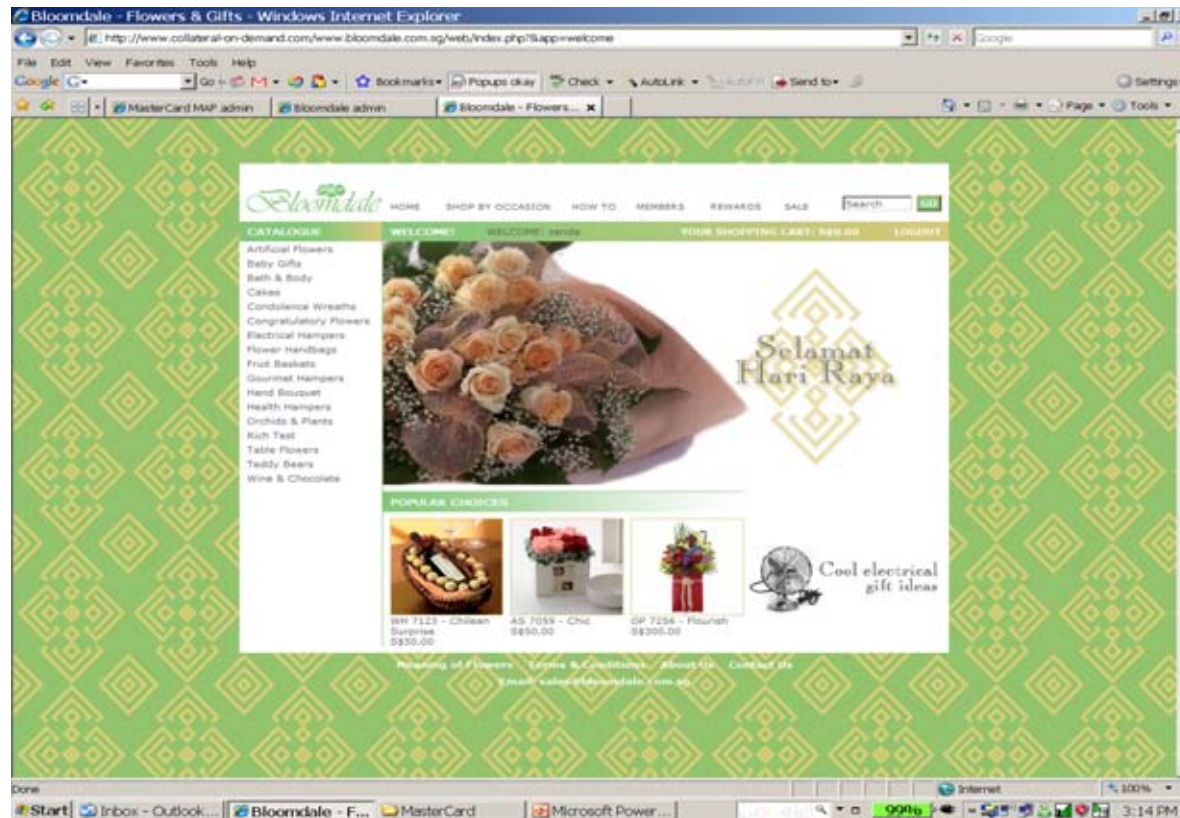 Bloomdale - Flowers & Gifts - Windows Internet Explorer
http://www.collateral-on-demand.com/www.bloomdale.com.sg/web/index.php?&app=welcome
Google
File Edit View Favorites Tools Help
Google G Go M Bookmarks Popups okay Check AutoLink Send to Settings
MasterCard MAP admin Bloomdale admin Bloomdale - Flowers... Page Tools
Bloomdale HOME SHOP BY OCCASION HOW TO MEMBERS REWARDS SALE Search GO
CATALOGUE WELCOME! WELCOME! YOUR SHOPPING CART: LOGOUT
Artificial Flowers
Baby Gifts
Bath & Body
Cakes
Condolence Wreaths
Congratulatory Flowers
Electrical Hampers
Flower Handbags
Fruit Baskets
Gourmet Hampers
Hand Bouquet
Health Hampers
Orchids & Plants
Rich Test
Table Flowers
Teddy Bears
Wine & Chocolate
Selamat
Hari Raya
POPULAR CHOICES
WH 7123 - Chilean
Surprise
S$50.00
AS 7059 - Chic
S$50.00
OP 7256 - Flourish
S$300.00
Cool electrical
gift ideas
Meaning of Flowers Terms & Conditions About Us Contact Us
Email: sales@bloomdale.com.sg
Done Internet 100%
Start Inbox - Outlook... Bloomdale - F... MasterCard Microsoft Power... 99% 3:14 PM